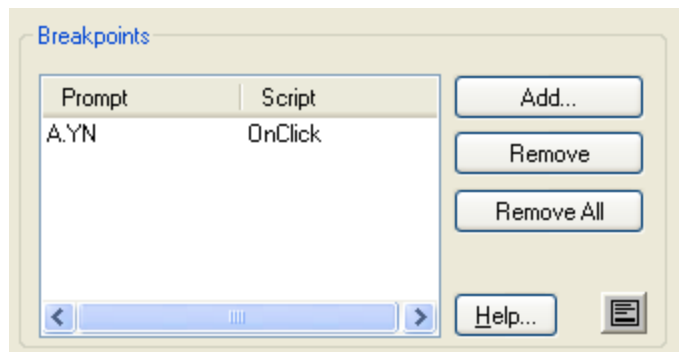 Breakpoints
Prompt Script
A.YN OnClick
Add...
Remove
Remove All
Help...